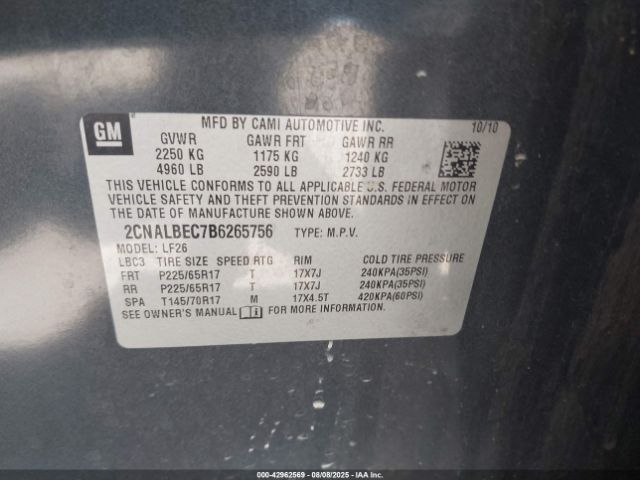 GM
MFD BY CAMI AUTOMOTIVE INC. 10/10
GVWR GAWR FRT GAWR RR
2250 KG 1175 KG 1240 KG
4960 LB 2590 LB 2733 LB
THIS VEHICLE CONFORMS TO ALL APPLICABLE U.S. FEDERAL MOTOR
VEHICLE SAFETY AND THEFT PREVENTION STANDARDS IN EFFECT ON
THE DATE OF MANUFACTURE SHOWN ABOVE.
2CNALBEC7B6265756 TYPE: M.P.V.
MODEL: LF26
LBC3 TIRE SIZE SPEED RTG RIM COLD TIRE PRESSURE
FRT P225/65R17 T 17X7J 240KPA(35PSI)
RR P225/65R17 T 17X7J 240KPA(35PSI)
SPA T145/70R17 M 17X4.5T 420KPA(60PSI)
SEE OWNER'S MANUAL FOR MORE INFORMATION.
000-42962569 - 08/08/2025 - IAAI.COM